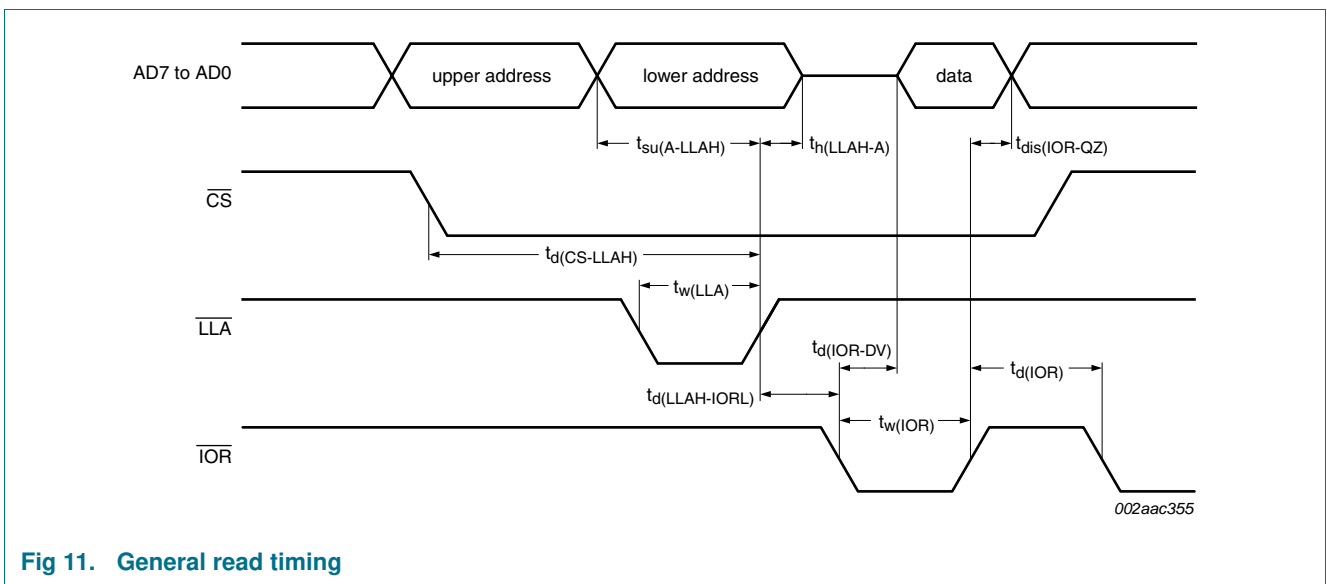 AD7 to AD0
upper address
lower address
data
tsu(A-LLAH)
th(LLAH-A)
tdis(IOR-QZ)
CS
td(CS-LLAH)
tw(LLA)
LLA
td(IOR-DV)
td(IOR)
td(LLAH-IORL)
tw(IOR)
IOR
002aac355
Fig 11. General read timing